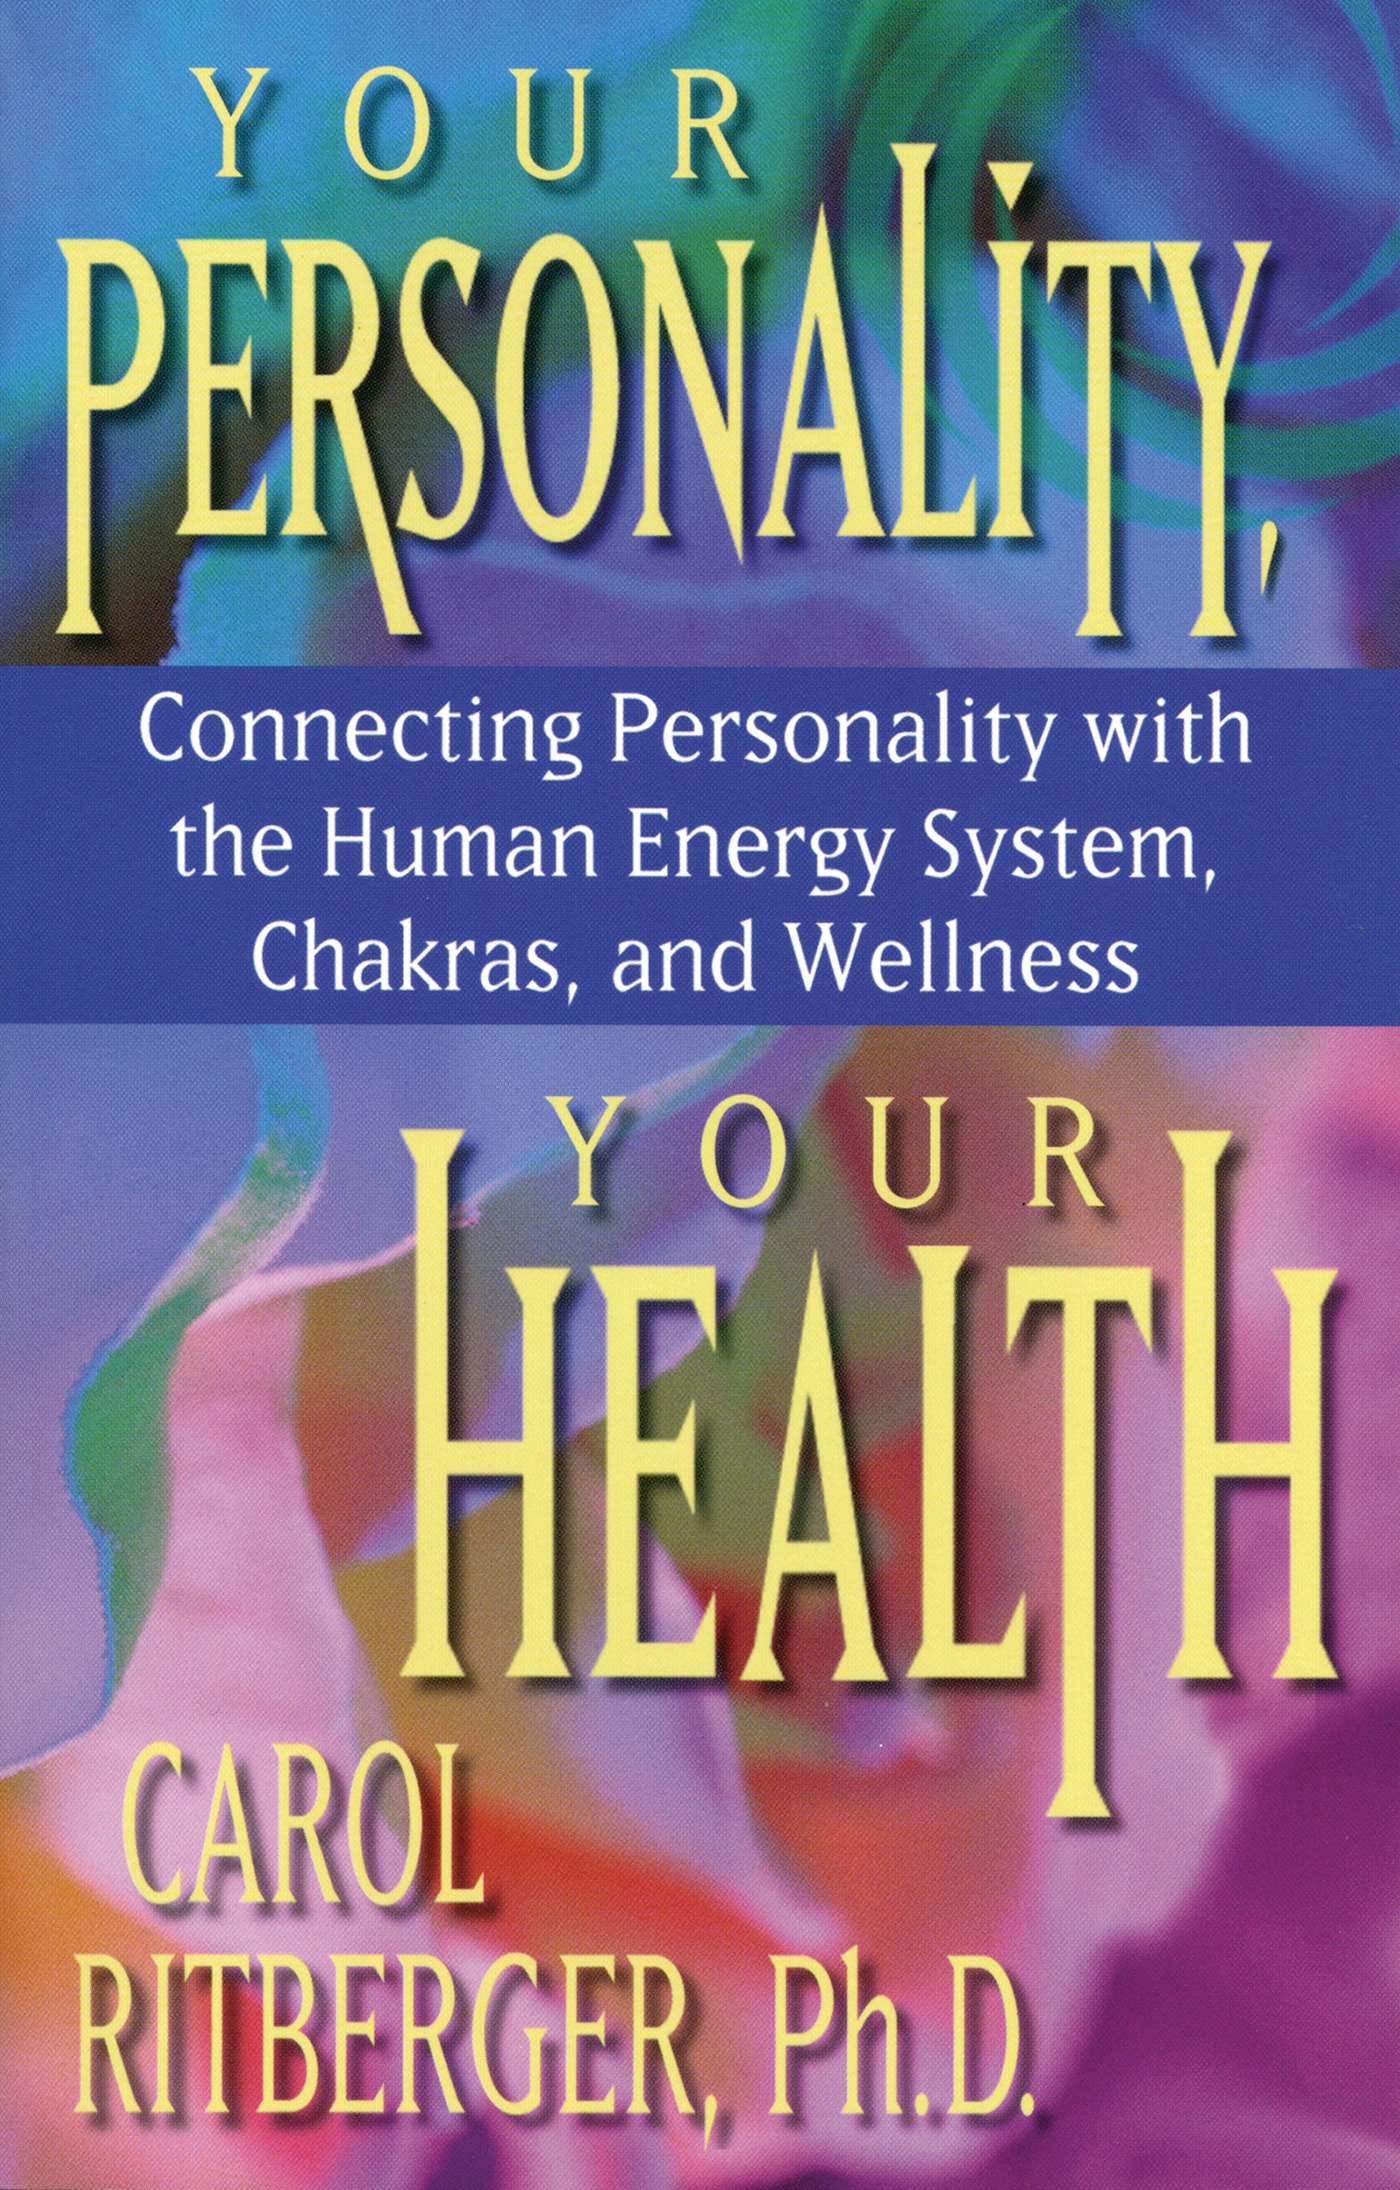 YOUR
PERSONALiTY,
Connecting Personality with
the Human Energy System,
Chakras, and Wellness
YOUR
HEALTH
CAROL
RITBERGER, Ph.D.